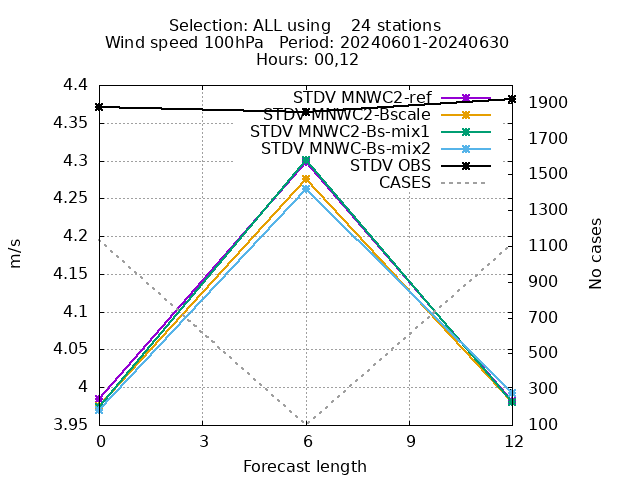 Selection: ALL using    24 stations
Wind speed 100hPa   Period: 20240601-20240630
Hours: 00,12
STDV MNWC2-ref
STDV MNWC2-Bscale
STDV MNWC2-Bs-mix1
STDV MNWC-Bs-mix2
STDV OBS
CASES
4.4
4.35
4.3
4.25
4.2
4.15
4.1
4.05
4
3.95
m/s
1900
1700
1500
1300
1100
900
700
500
300
100
No cases
0 3 6 9 12
Forecast length